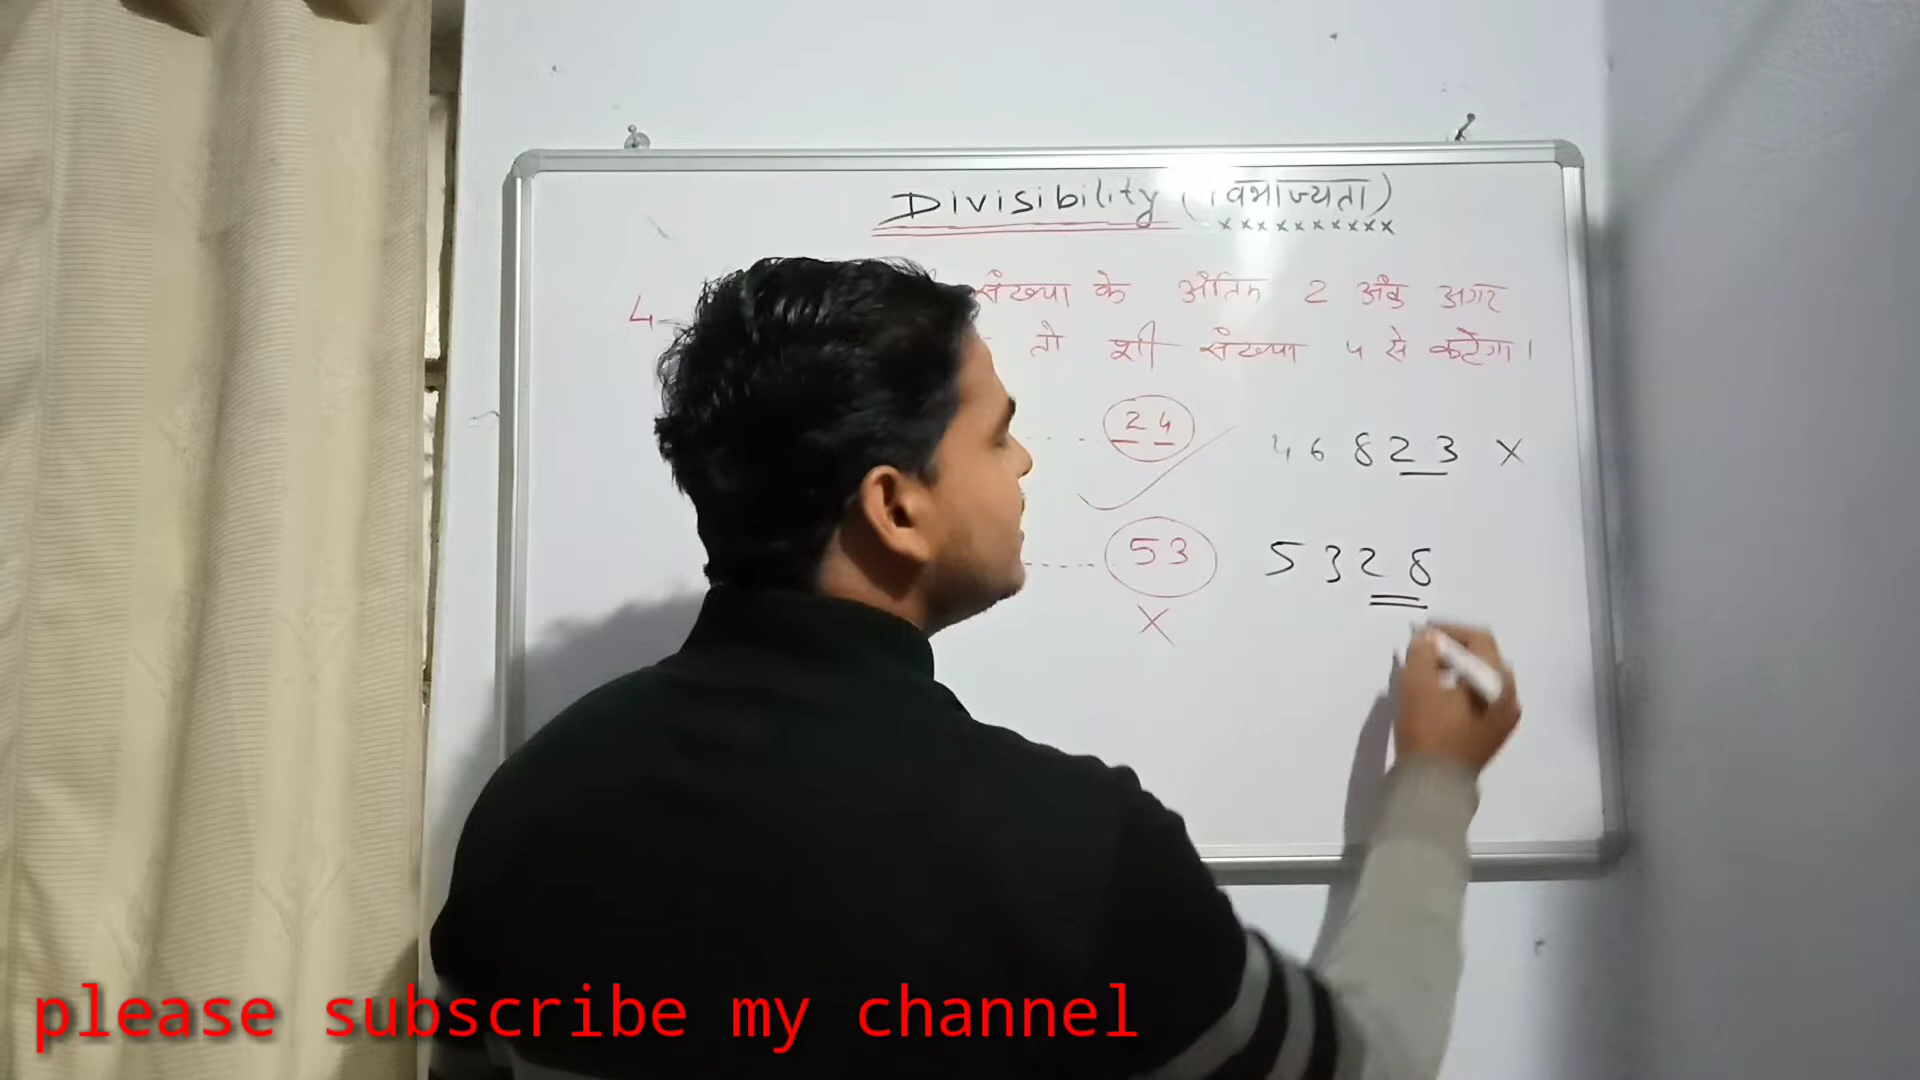 Divisibility (विभाज्यता)
× × × × × × × × × ×
4 संख्या के अंतिम 2 अंक अगर
तो शी संख्या 4 से कटेगा।
24
46823 ×
53
5328
×
please subscribe my channel